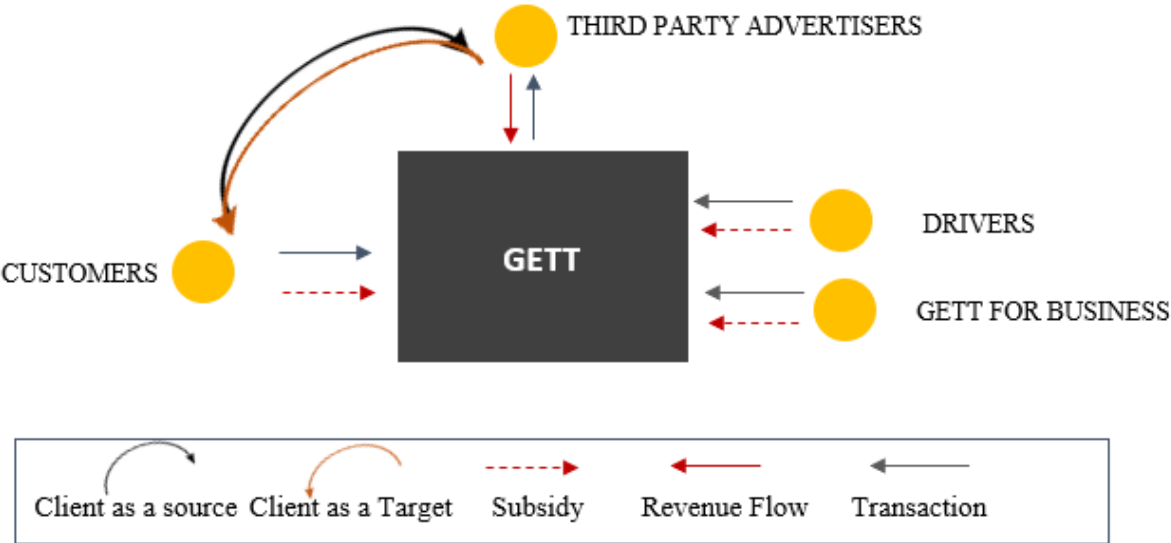 THIRD PARTY ADVERTISERS
DRIVERS
GETT
CUSTOMERS
GETT FOR BUSINESS
Client as a source Client as a Target Subsidy Revenue Flow Transaction